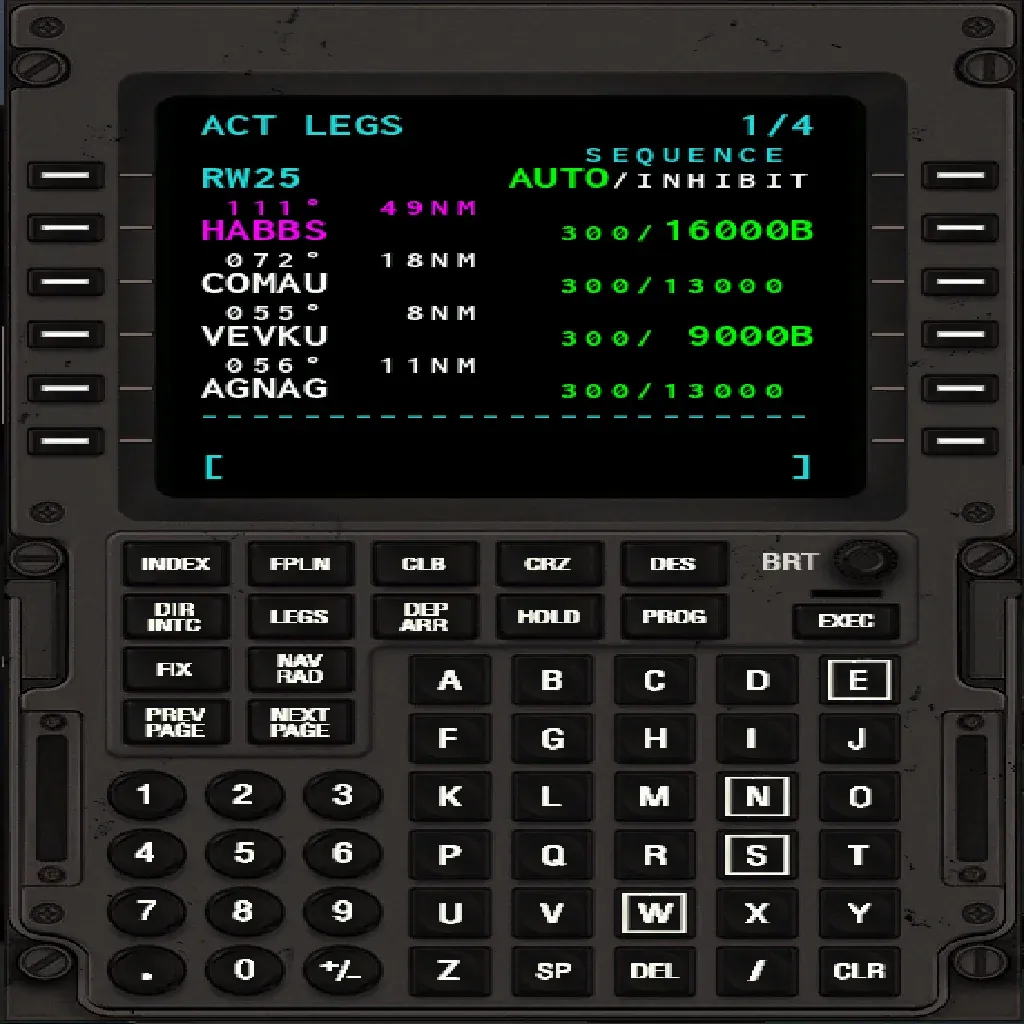 ACT LEGS 1/4
SEQUENCE
RW25 AUTO/INHIBIT
111° 49NM
HABBS 300/16000B
072° 18NM
COMAU 300/13000
055° 8NM
VEVKU 300/ 9000B
056° 11NM
AGNAG 300/13000
------------------------
[ ]
INDEX FPLN CLB CRZ DES BRT
DIR INTC LEGS DEP ARR HOLD PROG EXEC
FIX NAV RAD
PREV PAGE NEXT PAGE
A B C D E
F G H I J
1 2 3 K L M N O
4 5 6 P Q R S T
7 8 9 U V W X Y
. 0 +/- Z SP DEL / CLR